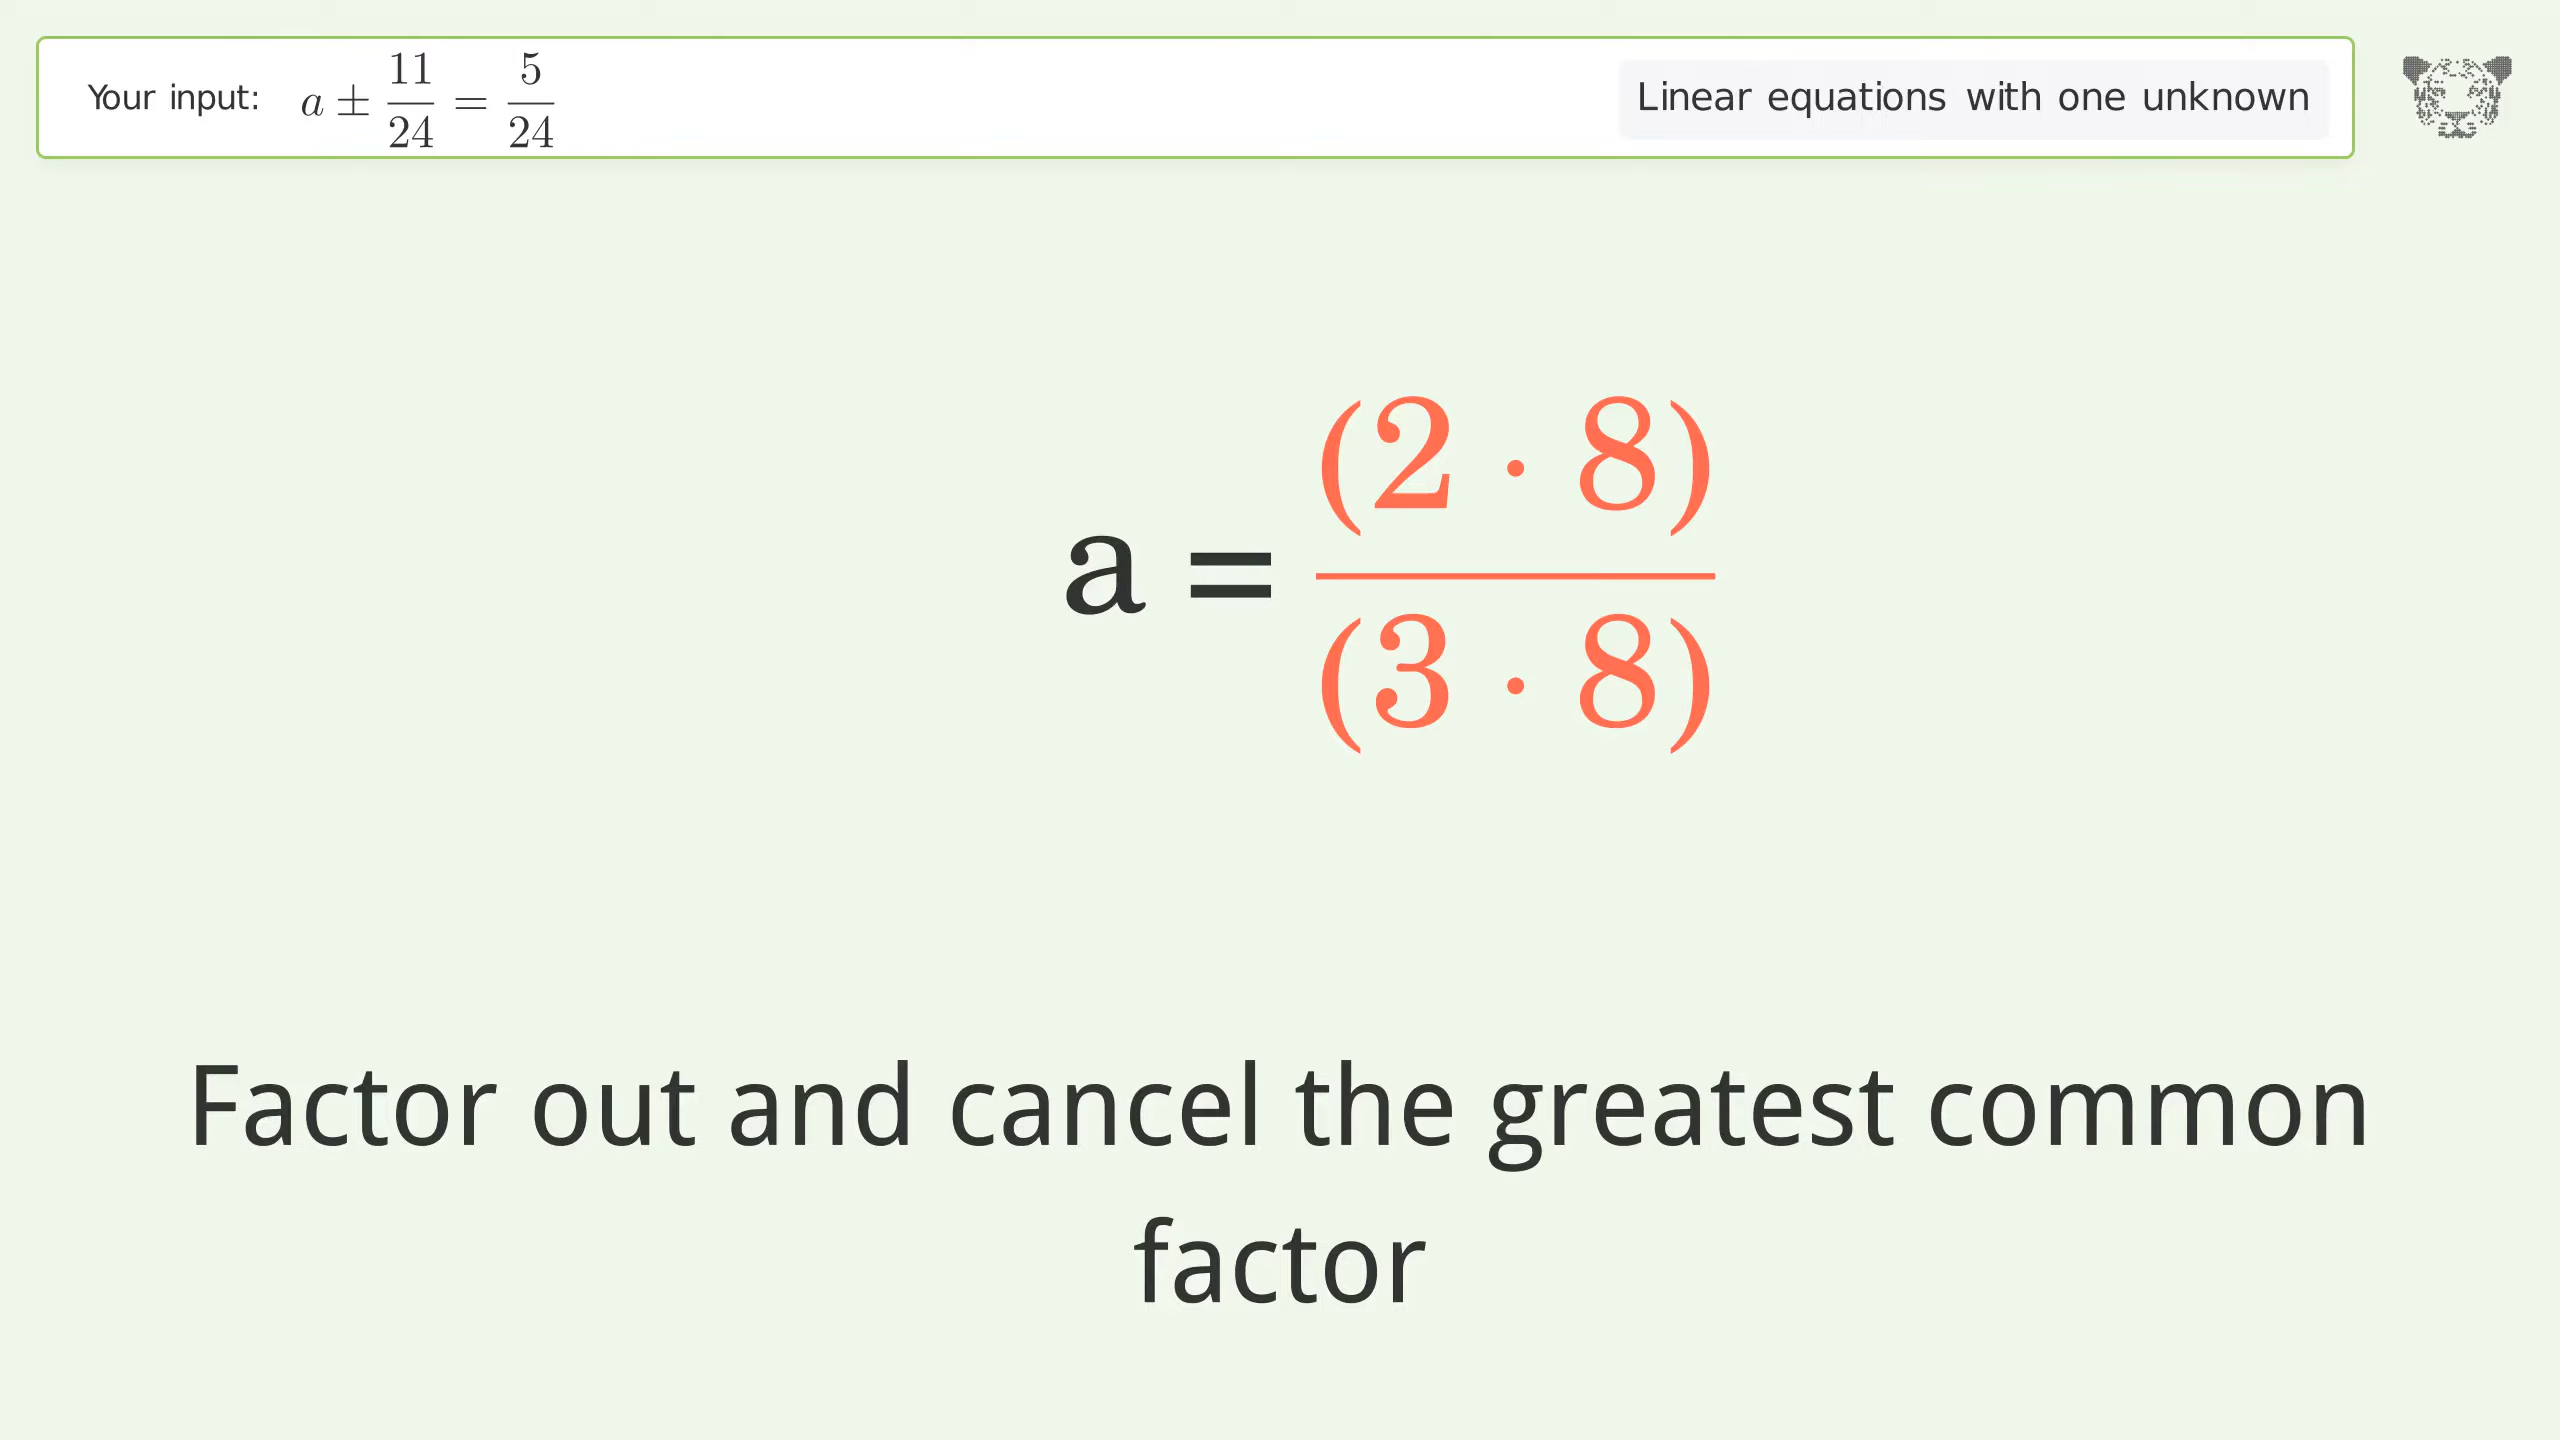 Your input: a ± 11/24 = 5/24
Linear equations with one unknown
a = (2 · 8)/(3 · 8)
Factor out and cancel the greatest common
factor